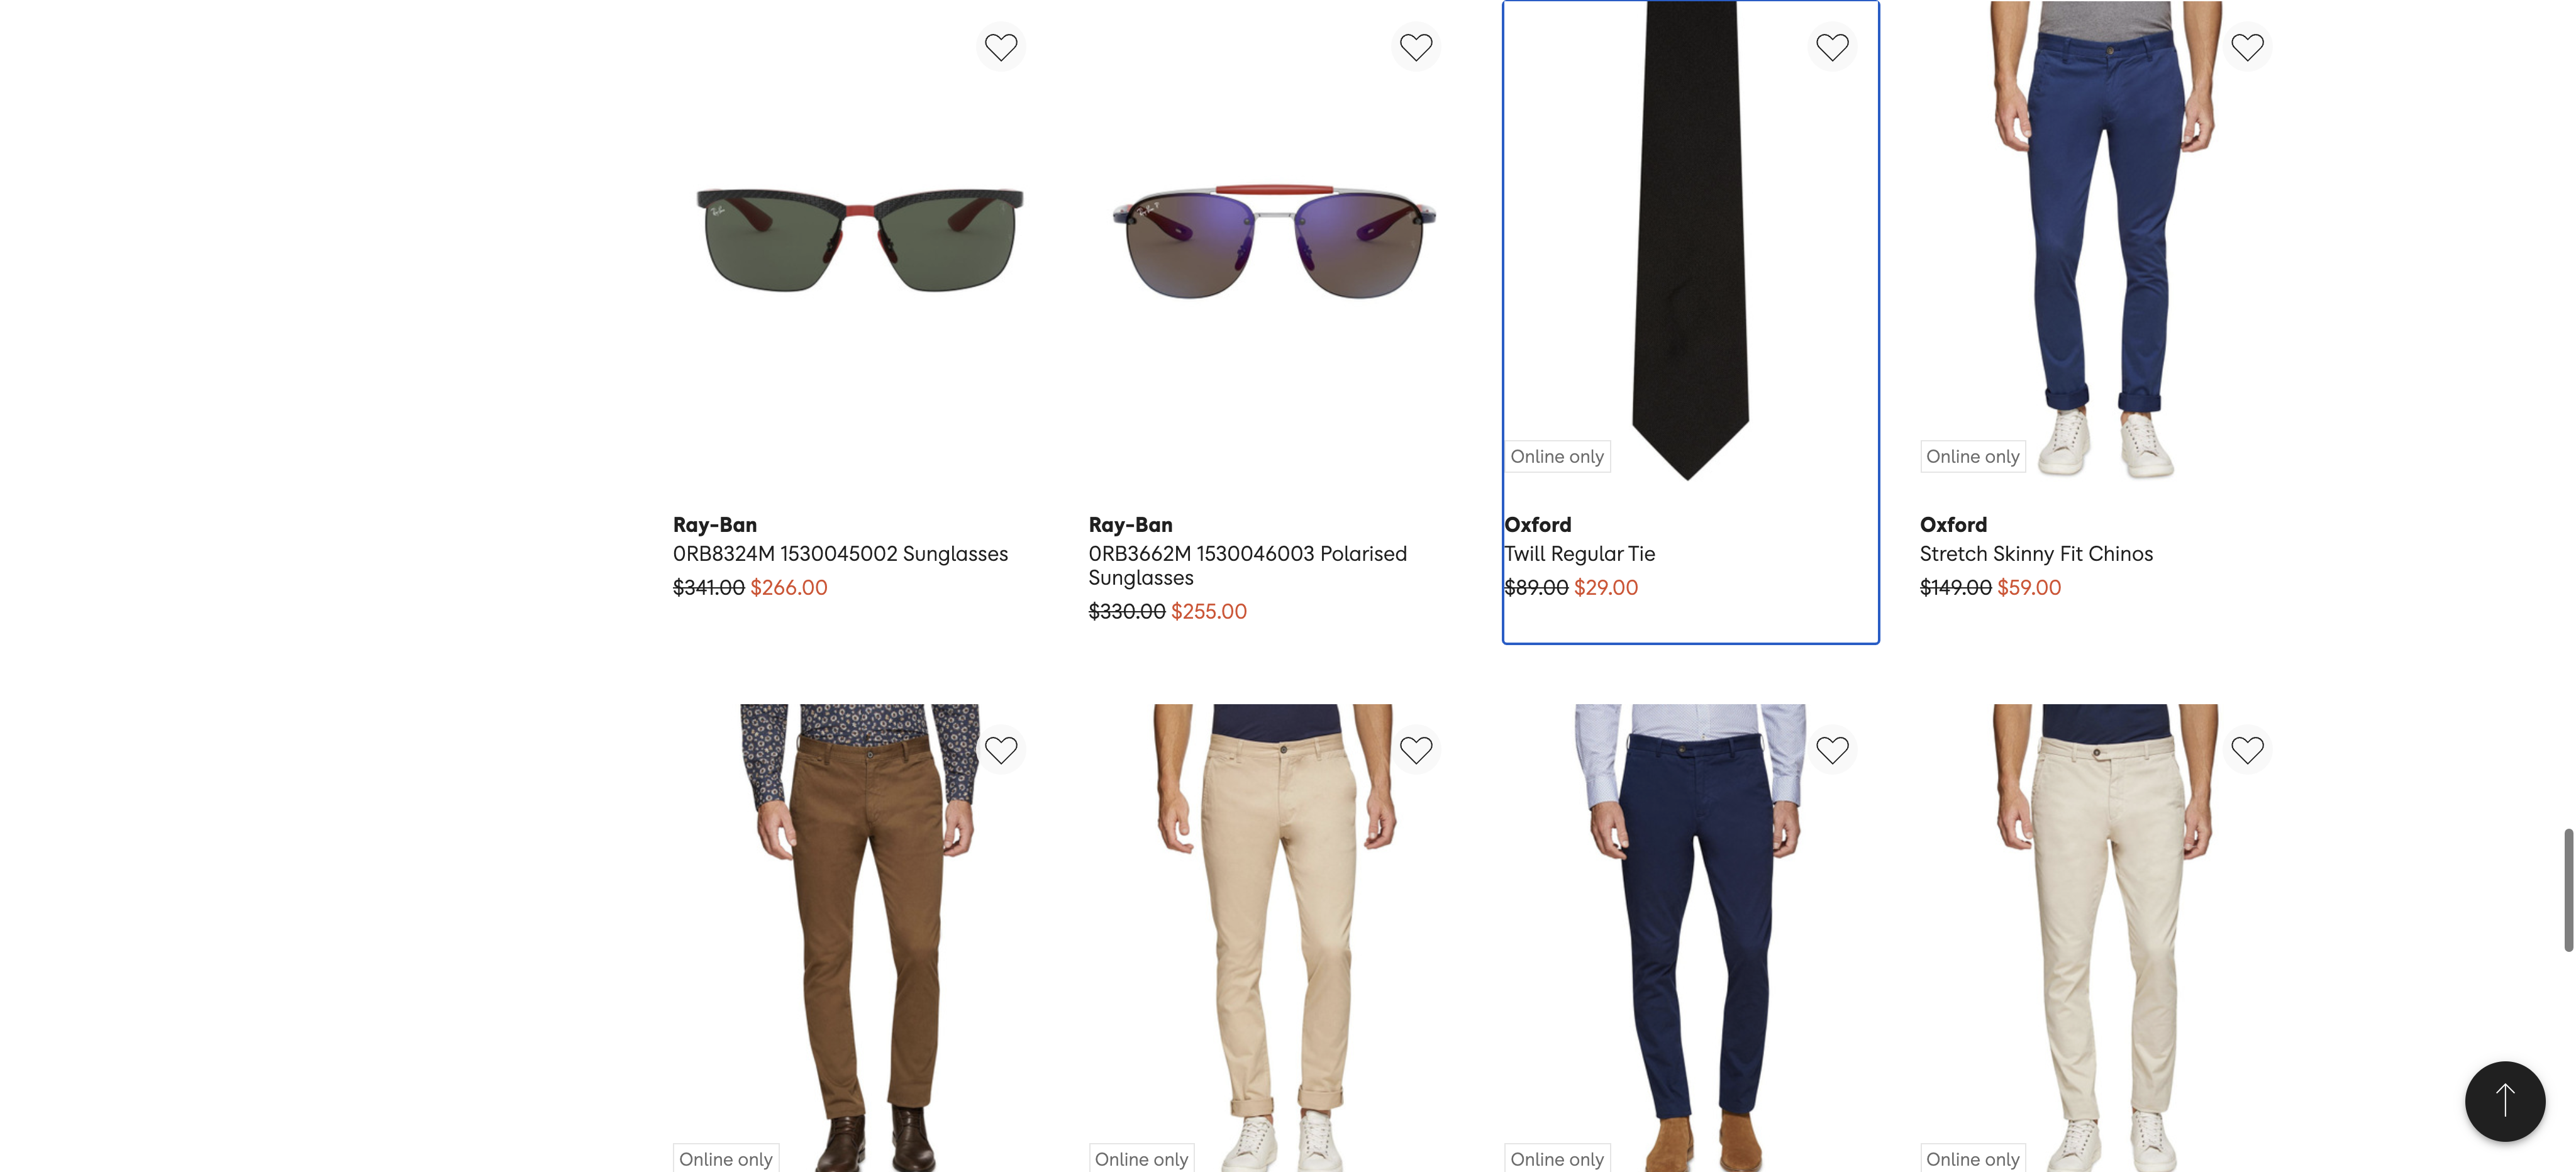 Online only
Online only
Ray-Ban
0RB8324M 1530045002 Sunglasses
$341.00 $266.00
Ray-Ban
0RB3662M 1530046003 Polarised
Sunglasses
$330.00 $255.00
Oxford
Twill Regular Tie
$89.00 $29.00
Oxford
Stretch Skinny Fit Chinos
$149.00 $59.00
Online only
Online only
Online only
Online only